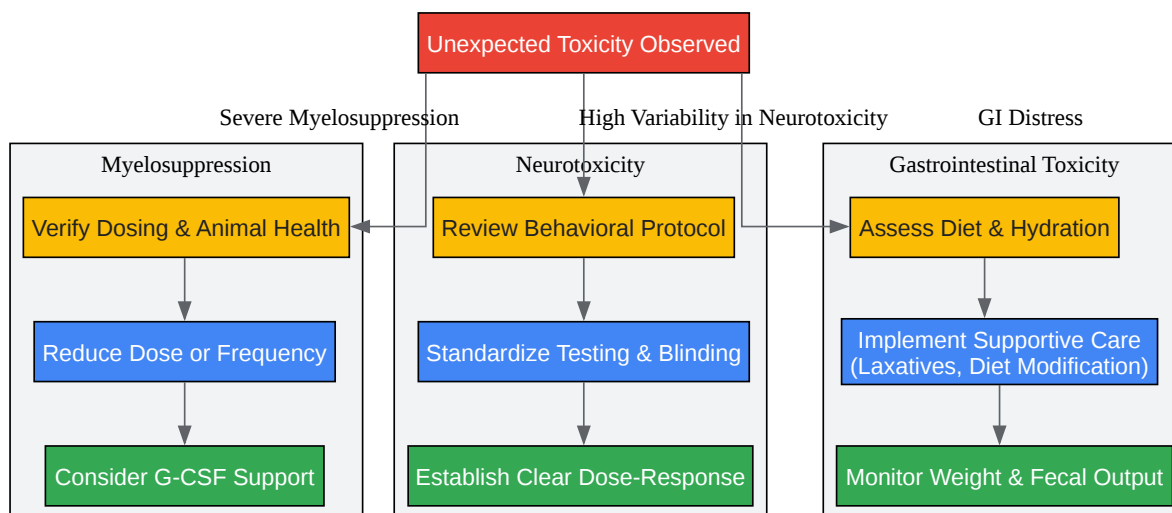 Unexpected Toxicity Observed
Severe Myelosuppression
High Variability in Neurotoxicity
GI Distress
Myelosuppression
Neurotoxicity
Gastrointestinal Toxicity
Verify Dosing & Animal Health
Review Behavioral Protocol
Assess Diet & Hydration
Reduce Dose or Frequency
Standardize Testing & Blinding
Implement Supportive Care
(Laxatives, Diet Modification)
Consider G-CSF Support
Establish Clear Dose-Response
Monitor Weight & Fecal Output